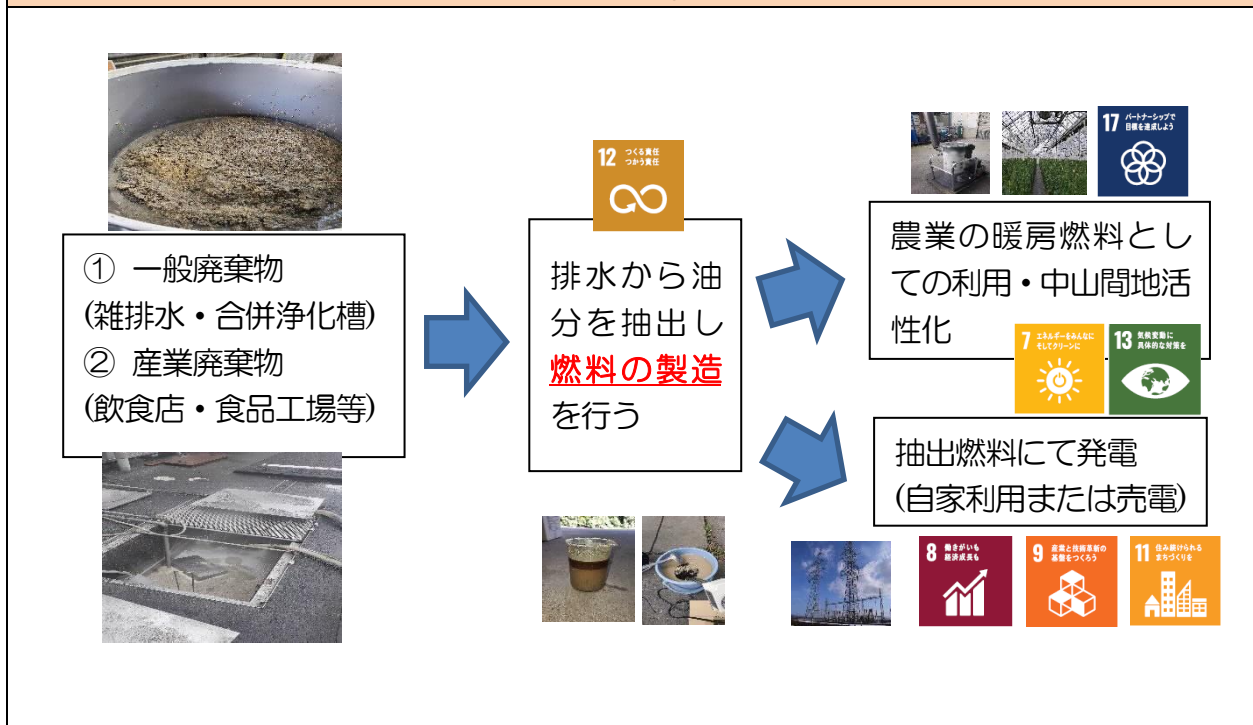 ① 一般廃棄物
(雑排水・合併浄化槽)
② 産業廃棄物
(飲食店・食品工場等)
12 つくる責任
つかう責任
排水から油
分を抽出し
燃料の製造
を行う
17 パートナーシップで
目標を達成しよう
農業の暖房燃料とし
ての利用・中山間地活
性化
7 エネルギーをみんなに
そしてクリーンに
13 気候変動に
具体的な対策を
抽出燃料にて発電
(自家利用または売電)
8 働きがいも
経済成長も
9 産業と技術革新の
基盤をつくろう
11 住み続けられる
まちづくりを